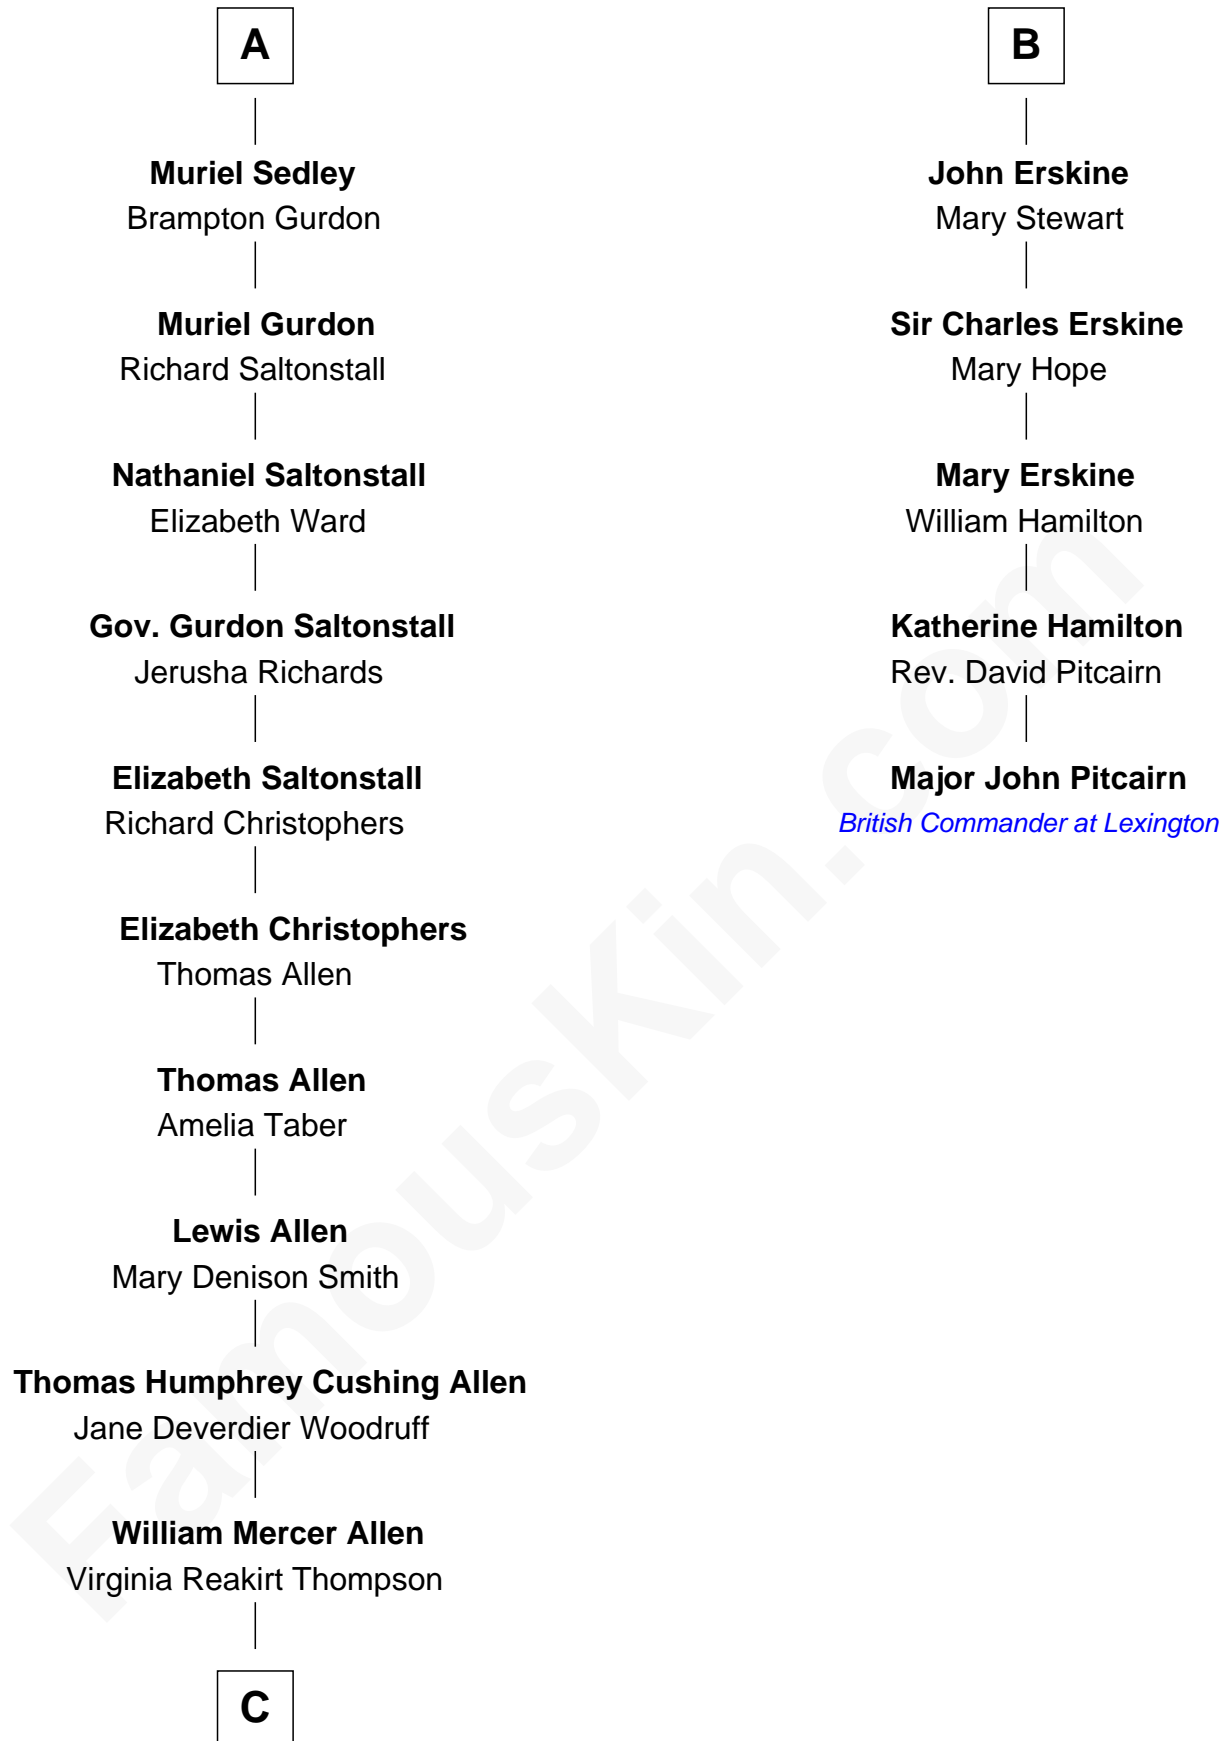 A
Muriel Sedley
Brampton Gurdon
Muriel Gurdon
Richard Saltonstall
Nathaniel Saltonstall
Elizabeth Ward
Gov. Gurdon Saltonstall
Jerusha Richards
Elizabeth Saltonstall
Richard Christophers
Elizabeth Christophers
Thomas Allen
Thomas Allen
Amelia Taber
Lewis Allen
Mary Denison Smith
Thomas Humphrey Cushing Allen
Jane Deverdier Woodruff
William Mercer Allen
Virginia Reakirt Thompson
C
B
John Erskine
Mary Stewart
Sir Charles Erskine
Mary Hope
Mary Erskine
William Hamilton
Katherine Hamilton
Rev. David Pitcairn
Major John Pitcairn
British Commander at Lexington
FamousKin.com